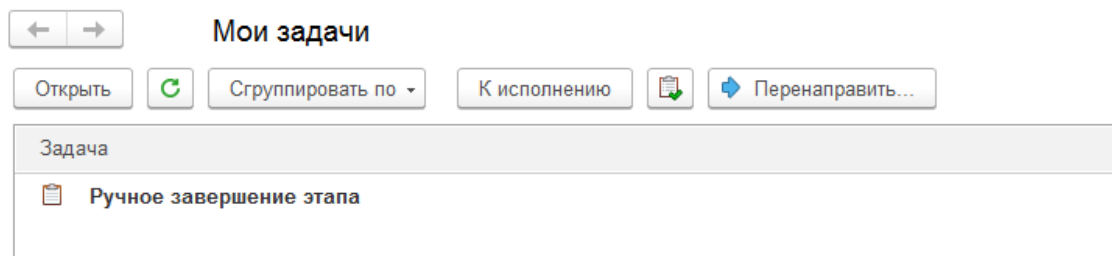 Мои задачи
Открыть Сгруппировать по К исполнению Перенаправить...
Задача
Ручное завершение этапа